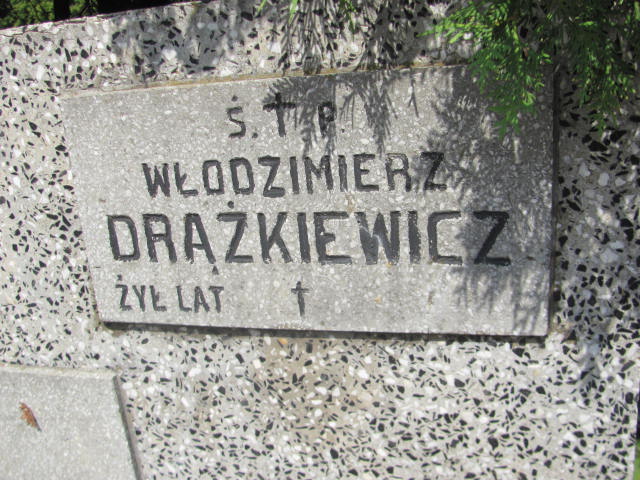 Ś. † P.
WŁODZIMIERZ
DRĄŻKIEWICZ
ŻYŁ LAT †